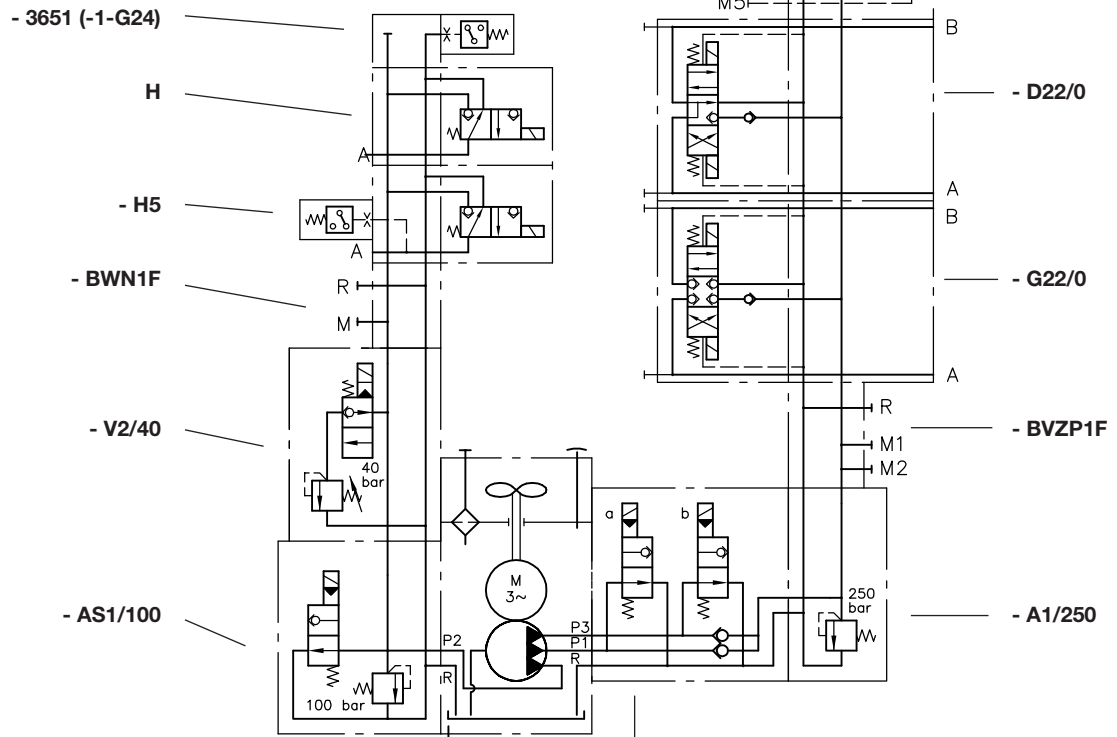 M5
- 3651 (-1-G24)
B
H
- D22/0
A
A
- H5
B
A
- BWN1F
R
- G22/0
M
A
R
- V2/40
- BVZP1F
M1
40
bar
M2
a
b
M
3~
250
bar
- AS1/100
- A1/250
P3
P2
P1
R
R
100 bar